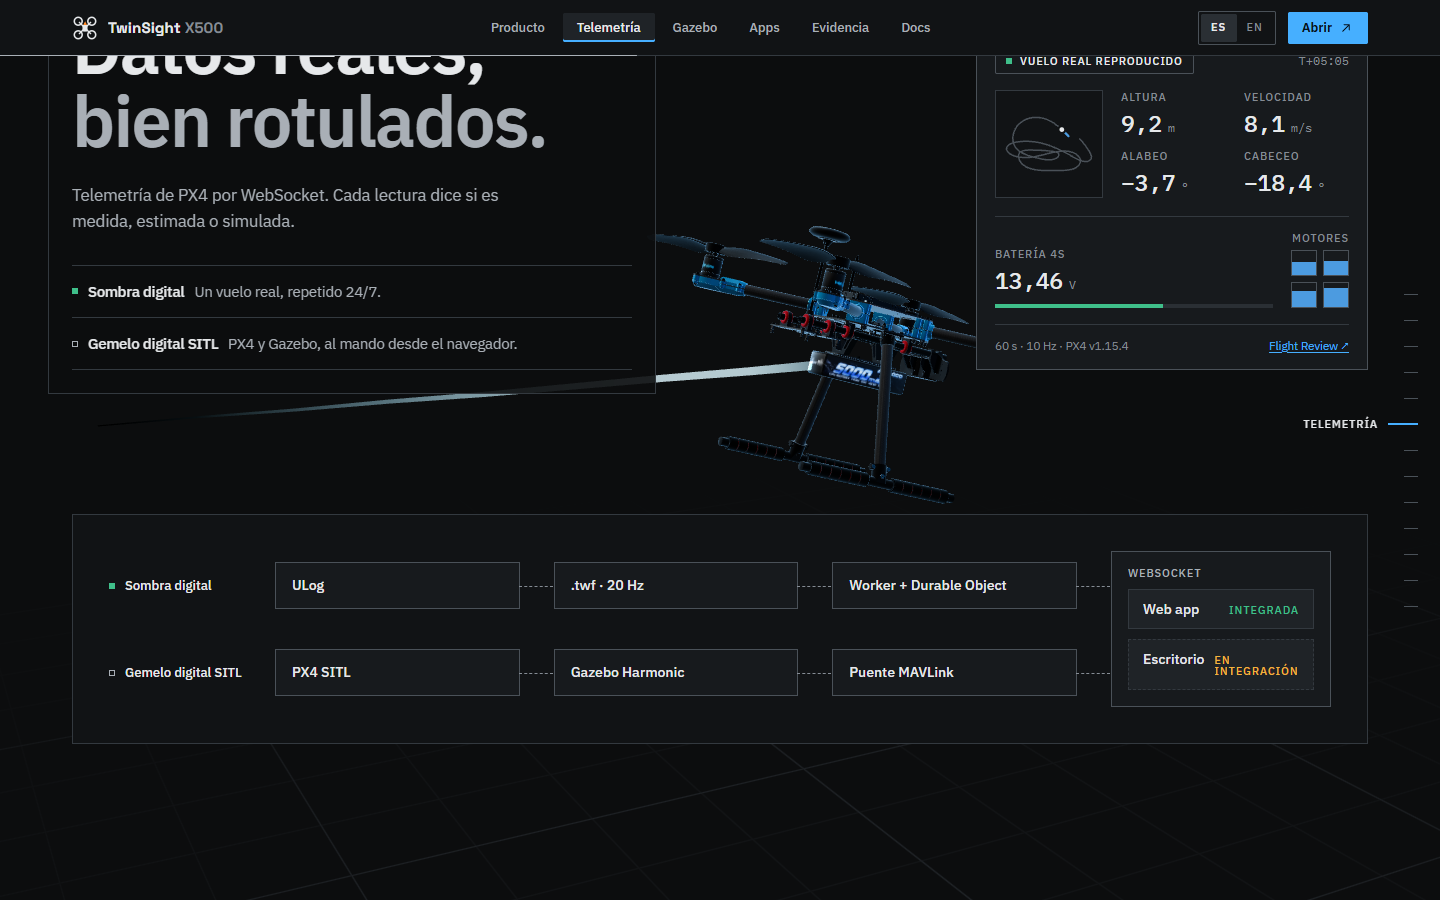 TwinSight X500
Producto
Telemetría
Gazebo
Apps
Evidencia
Docs
ES
EN
Abrir ↗
Datos reales,
bien rotulados.
Telemetría de PX4 por WebSocket. Cada lectura dice si es
medida, estimada o simulada.
Sombra digital Un vuelo real, repetido 24/7.
Gemelo digital SITL PX4 y Gazebo, al mando desde el navegador.
VUELO REAL REPRODUCIDO
T+05:05
ALTURA
9,2 m
VELOCIDAD
8,1 m/s
ALABEO
−3,7 °
CABECEO
−18,4 °
BATERÍA 4S
13,46 V
MOTORES
60 s · 10 Hz · PX4 v1.15.4
Flight Review ↗
5000
TELEMETRÍA
Sombra digital
ULog
.twf · 20 Hz
Worker + Durable Object
Gemelo digital SITL
PX4 SITL
Gazebo Harmonic
Puente MAVLink
WEBSOCKET
Web app INTEGRADA
Escritorio EN
INTEGRACIÓN